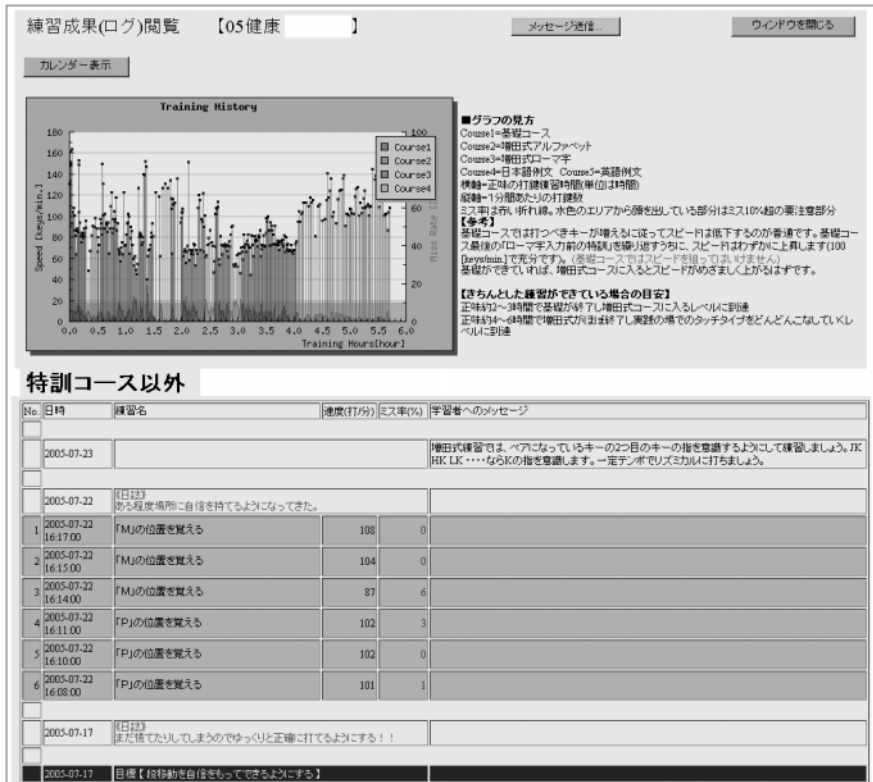 練習成果(ログ)閲覧 【05健康 】
メッセージ送信...
ウィンドウを閉じる
カレンダー表示
Training History
180
160
140
120
100
80
60
40
20
0
Speed [keys/min.]
100
60
40
20
0
Miss Rate
Course1
Course2
Course3
Course4
0.0 0.5 1.0 1.5 2.0 2.5 3.0 3.5 4.0 4.5 5.0 5.5 6.0
Training Hours[hour]
■グラフの見方
Course1=基礎コース
Course2=増田式アルファベット
Course3=増田式ローマ字
Course4=日本語例文 Course5=英語例文
横軸=正味の打鍵練習時間(単位は時間)
縦軸=1分間あたりの打鍵数
ミス率は赤い折れ線。水色のエリアから頭を出している部分はミス10%超の要注意部分
【参考】
基礎コースでは打つべきキーが増えるに従ってスピードは低下するのが普通です。基礎コー
ス最後の「ローマ字入力前の特訓」を繰り返すうちに、スピードはわずかに上昇します(100
[keys/min.]で充分です)。(基礎コースではスピードを狙ってはいけません)
基礎ができていれば、増田式コースに入るとスピードがめざましく上がるはずです。
【きちんとした練習ができている場合の目安】
正味約2～3時間で基礎が終了し増田式コースに入るレベルに到達
正味約4～6時間で増田式がほぼ終了し実践の場でのタッチタイプをどんどんこなしていくレ
ベルに到達
特訓コース以外
No. 日時 練習名 速度(打/分) ミス率(%) 学習者へのメッセージ
2005-07-23 増田式練習では、ペアになっているキーの2つ目のキーの指を意識するようにして練習しましょう。JK
HK LK ････ならKの指を意識します。一定テンポでリズミカルに打ちましょう。
2005-07-22 《日誌》
ある程度場所に自信を持てるようになってきた。
1 2005-07-22 16:17:00 「M」の位置を覚える 108 0
2 2005-07-22 16:15:00 「M」の位置を覚える 104 0
3 2005-07-22 16:14:00 「M」の位置を覚える 87 6
4 2005-07-22 16:11:00 「P」の位置を覚える 102 3
5 2005-07-22 16:10:00 「P」の位置を覚える 102 0
6 2005-07-22 16:08:00 「P」の位置を覚える 101 1
2005-07-17 《日誌》
まだ慌てたりしてしまうのでゆっくりと正確に打てるようにする！！
2005-07-17 目標【 段移動を自信をもってできるようにする 】